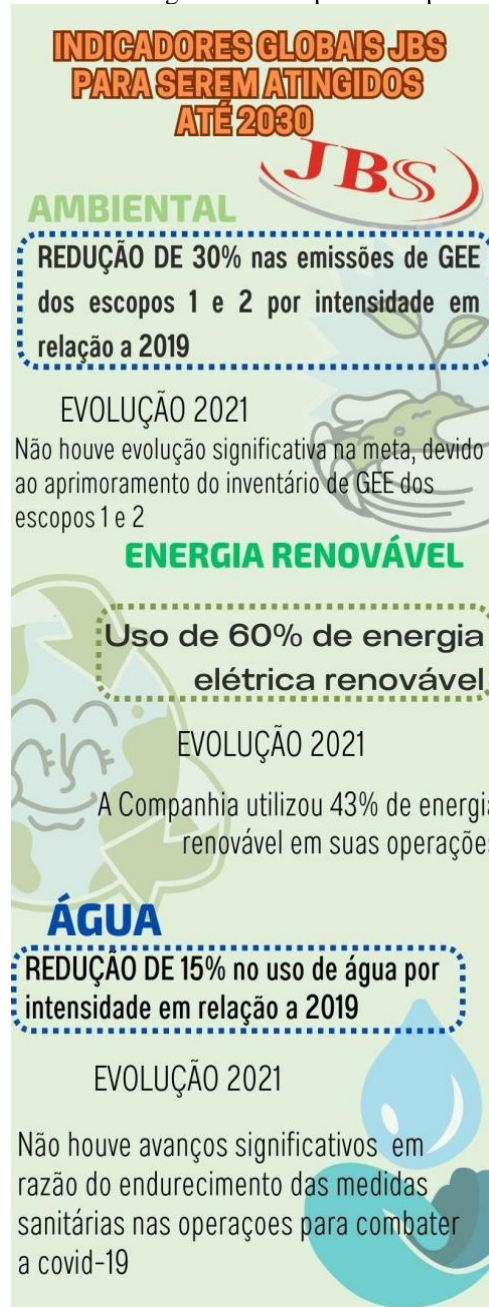 INDICADORES GLOBAIS JBS
PARA SEREM ATINGIDOS
ATÉ 2030
JBS
AMBIENTAL
REDUÇÃO DE 30% nas emissões de GEE
dos escopos 1 e 2 por intensidade em
relação a 2019
EVOLUÇÃO 2021
Não houve evolução significativa na meta, devido
ao aprimoramento do inventário de GEE dos
escopos 1 e 2
ENERGIA RENOVÁVEL
Uso de 60% de energia
elétrica renovável
EVOLUÇÃO 2021
A Companhia utilizou 43% de energia
renovável em suas operações
ÁGUA
REDUÇÃO DE 15% no uso de água por
intensidade em relação a 2019
EVOLUÇÃO 2021
Não houve avanços significativos em
razão do endurecimento das medidas
sanitárias nas operaçoes para combater
a covid-19